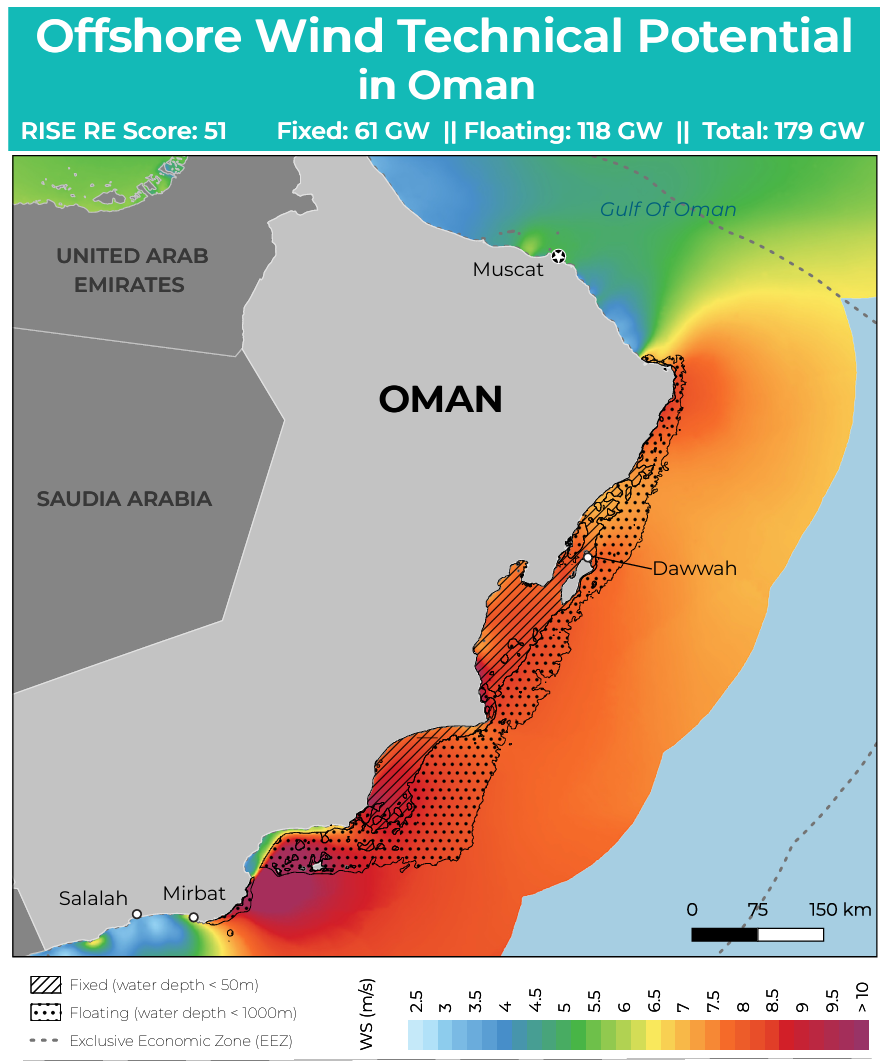 Offshore Wind Technical Potential
in Oman
RISE RE Score: 51 Fixed: 61 GW || Floating: 118 GW || Total: 179 GW
Gulf Of Oman
UNITED ARAB
EMIRATES
Muscat
OMAN
SAUDIA ARABIA
Dawwah
Salalah
Mirbat
0 75 150 km
Fixed (water depth < 50m)
Floating (water depth < 1000m)
Exclusive Economic Zone (EEZ)
WS (m/s)
2.5 3 3.5 4 4.5 5 5.5 6 6.5 7 7.5 8 8.5 9 9.5 > 10